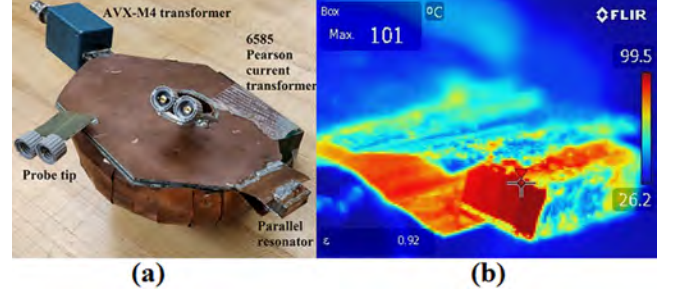 AVX-M4 transformer
6585
Pearson
current
transformer
Probe tip
Parallel
resonator
Box
Max. 101
°C
FLIR
99.5
26.2
ε 0.92
(a)
(b)